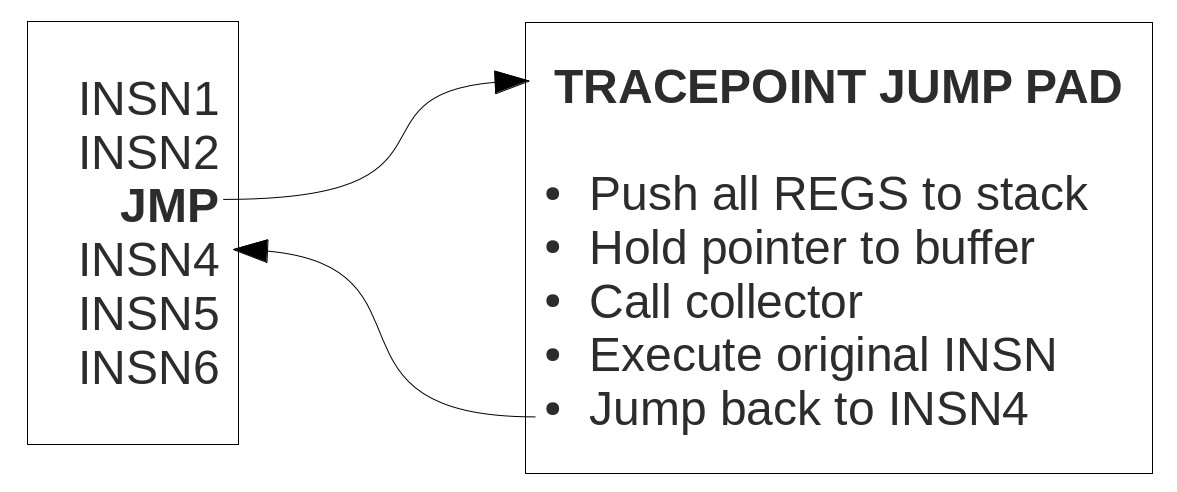 INSN1
INSN2
JMP
INSN4
INSN5
INSN6
TRACEPOINT JUMP PAD
• Push all REGS to stack
• Hold pointer to buffer
• Call collector
• Execute original INSN
• Jump back to INSN4